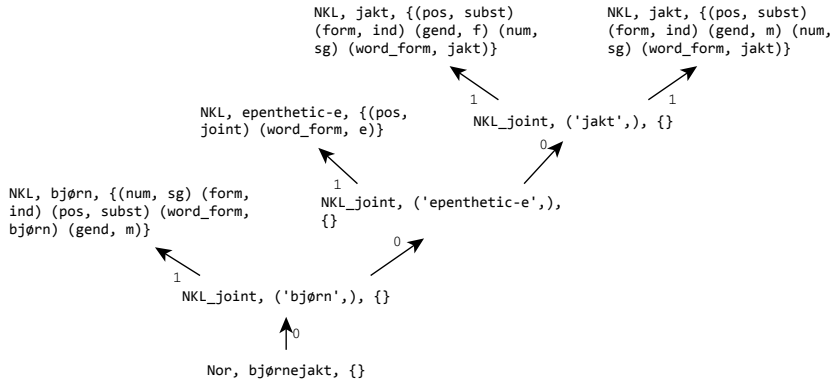 NKL, jakt, {(pos, subst)
(form, ind) (gend, f) (num,
sg) (word_form, jakt)}
NKL, jakt, {(pos, subst)
(form, ind) (gend, m) (num,
sg) (word_form, jakt)}
1
1
NKL, epenthetic-e, {(pos,
joint) (word_form, e)}
NKL_joint, ('jakt',), {}
0
1
NKL, bjørn, {(num, sg) (form,
ind) (pos, subst) (word_form,
bjørn) (gend, m)}
NKL_joint, ('epenthetic-e',),
{}
0
1
NKL_joint, ('bjørn',), {}
0
Nor, bjørnejakt, {}